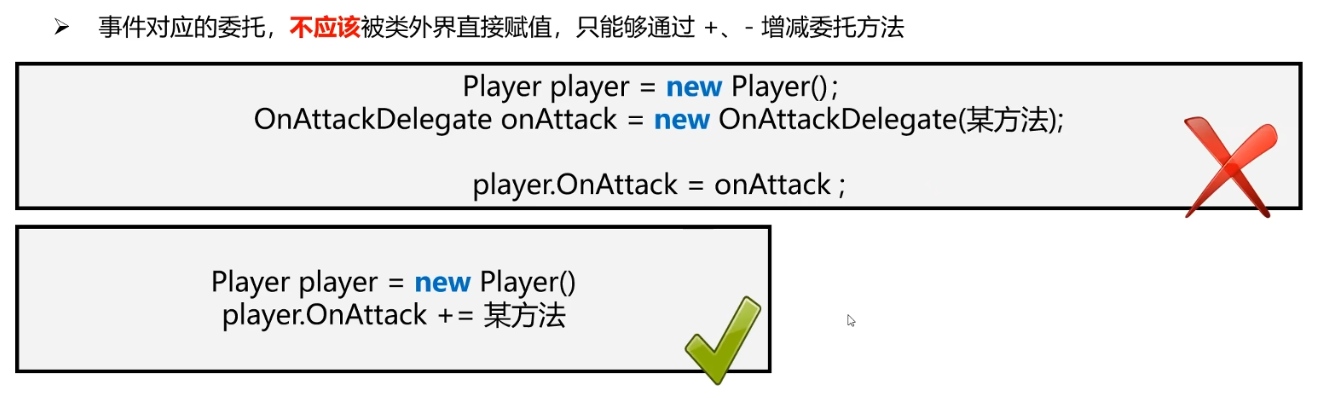 ➢ 事件对应的委托，不应该被类外界直接赋值，只能够通过 +、- 增减委托方法
Player player = new Player();
OnAttackDelegate onAttack = new OnAttackDelegate(某方法);
player.OnAttack = onAttack ;
Player player = new Player()
player.OnAttack += 某方法